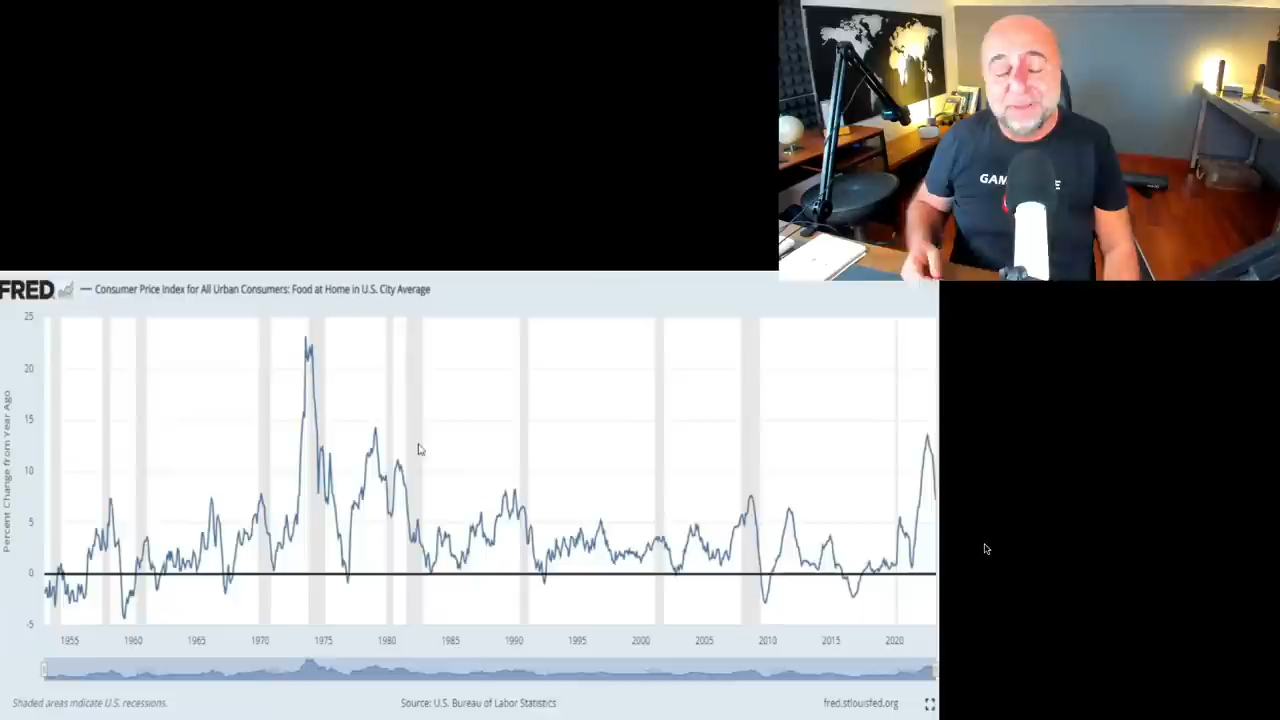 FRED — Consumer Price Index for All Urban Consumers: Food at Home in U.S. City Average
25
20
15
10
5
0
-5
Percent Change from Year Ago
1955 1960 1965 1970 1975 1980 1985 1990 1995 2000 2005 2010 2015 2020
Shaded areas indicate U.S. recessions. Source: U.S. Bureau of Labor Statistics fred.stlouisfed.org